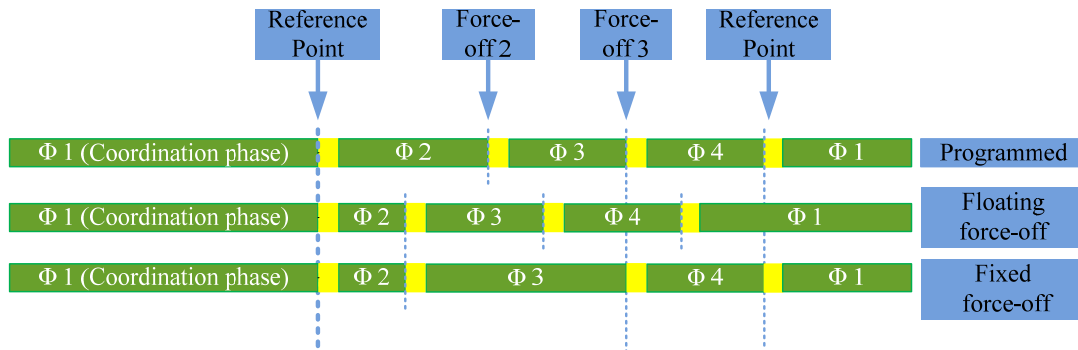 Reference
Point
Force-
off 2
Force-
off 3
Reference
Point
Φ 1 (Coordination phase)
Φ 2
Φ 3
Φ 4
Φ 1
Programmed
Φ 1 (Coordination phase)
Φ 2
Φ 3
Φ 4
Φ 1
Floating
force-off
Φ 1 (Coordination phase)
Φ 2
Φ 3
Φ 4
Φ 1
Fixed
force-off